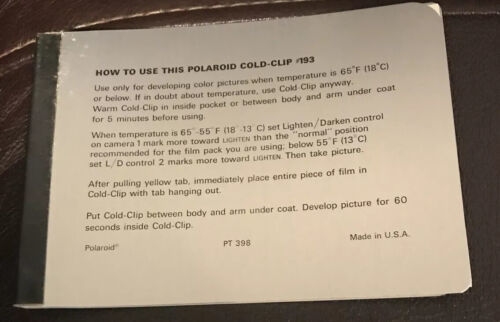 HOW TO USE THIS POLAROID COLD-CLIP #193
Use only for developing color pictures when temperature is 65°F (18°C)
or below. If in doubt about temperature, use Cold-Clip anyway.
Warm Cold-Clip in inside pocket or between body and arm under coat
for 5 minutes before using.
When temperature is 65°-55°F (18°-13°C) set Lighten/Darken control
on camera 1 mark more toward LIGHTEN than the "normal" position
recommended for the film pack you are using; below 55°F (13°C)
set L/D control 2 marks more toward LIGHTEN. Then take picture.
After pulling yellow tab, immediately place entire piece of film in
Cold-Clip with tab hanging out.
Put Cold-Clip between body and arm under coat. Develop picture for 60
seconds inside Cold-Clip.
Polaroid® PT 398 Made in U.S.A.